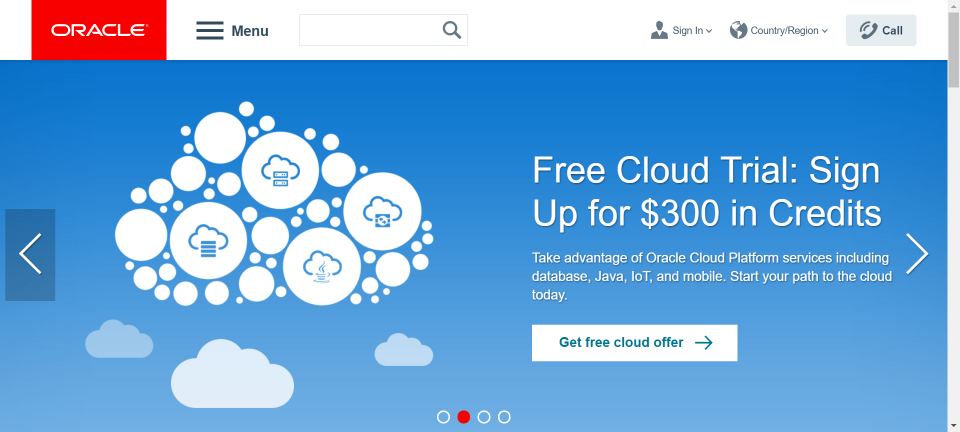 ORACLE
Menu
Sign In
Country/Region
Call
Free Cloud Trial: Sign
Up for $300 in Credits
Take advantage of Oracle Cloud Platform services including
database, Java, IoT, and mobile. Start your path to the cloud
today.
Get free cloud offer